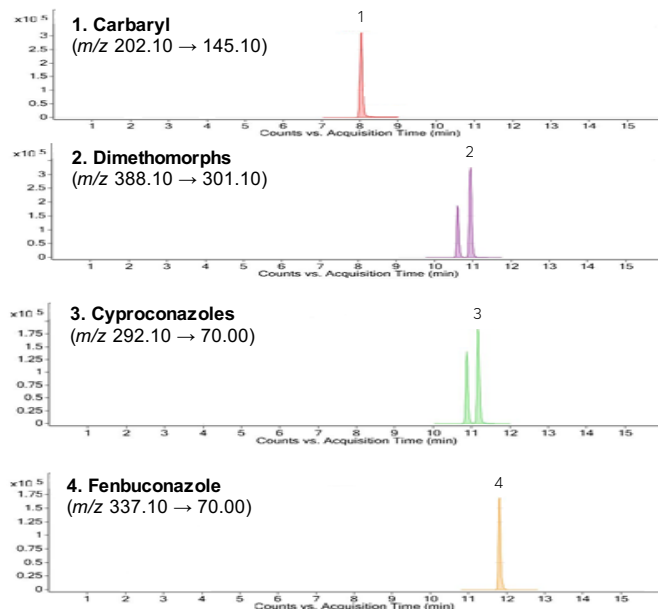 x10 5
1. Carbaryl
(m/z 202.10 → 145.10)
1
3
2.5
2
1.5
1
0.5
0
1 2 3 4 5 6 7 8 9 10 11 12 13 14 15
Counts vs. Acquisition Time (min)
x10 5
2. Dimethomorphs
(m/z 388.10 → 301.10)
2
3
2.5
2
1.5
1
0.5
0
1 2 3 4 5 6 7 8 9 10 11 12 13 14 15
Counts vs. Acquisition Time (min)
x10 5
3. Cyproconazoles
(m/z 292.10 → 70.00)
3
1.75
1.5
1.25
1
0.75
0.5
0.25
0
1 2 3 4 5 6 7 8 9 10 11 12 13 14 15
Counts vs. Acquisition Time (min)
x10 5
4. Fenbuconazole
(m/z 337.10 → 70.00)
4
1.75
1.5
1.25
1
0.75
0.5
0.25
0
1 2 3 4 5 6 7 8 9 10 11 12 13 14 15
Counts vs. Acquisition Time (min)